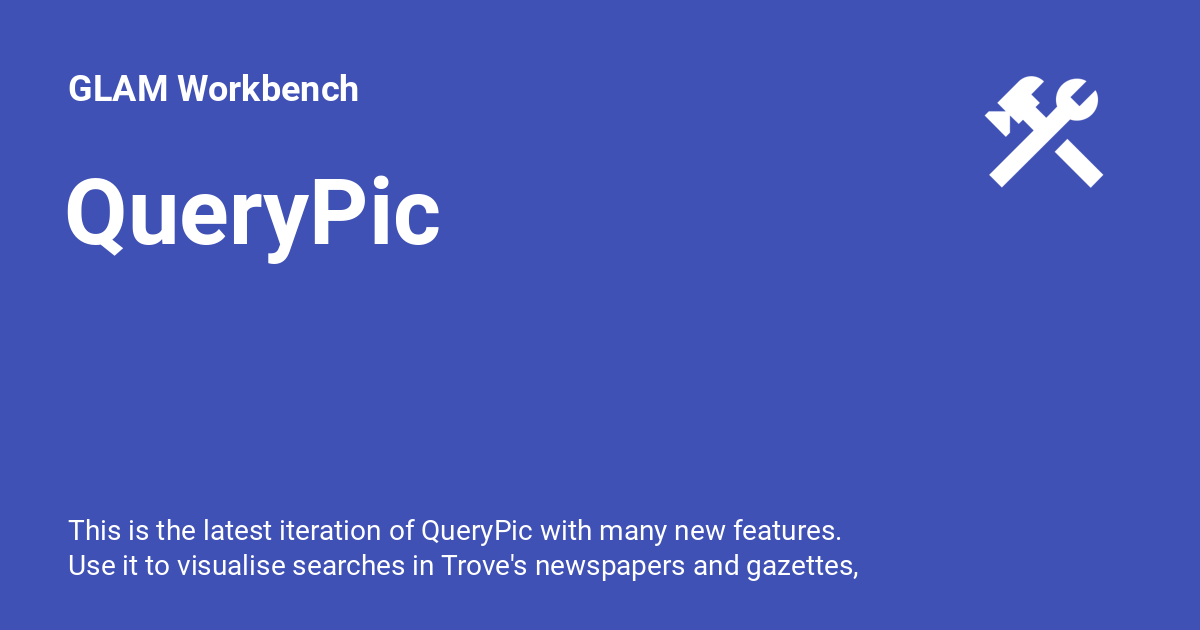 GLAM Workbench
QueryPic
This is the latest iteration of QueryPic with many new features.
Use it to visualise searches in Trove's newspapers and gazettes,